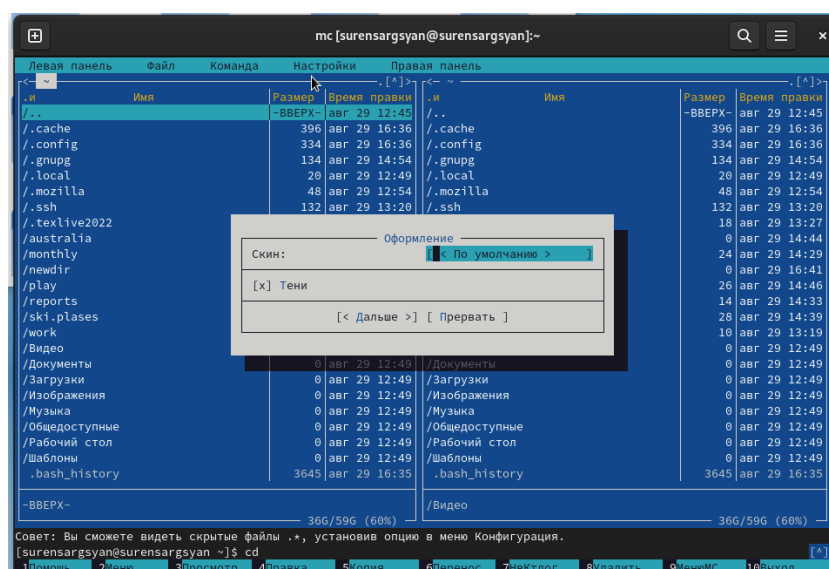 mc [surensargsyan@surensargsyan]:~
Левая панель Файл Команда Настройки Правая панель
<- ~ .[^]> <- ~ .[^]>
.и Имя Размер Время правки .и Имя Размер Время правки
/.. -ВВЕРХ- авг 29 12:45 /.. -ВВЕРХ- авг 29 12:45
/.cache 396 авг 29 16:36 /.cache 396 авг 29 16:36
/.config 334 авг 29 16:36 /.config 334 авг 29 16:36
/.gnupg 134 авг 29 14:54 /.gnupg 134 авг 29 14:54
/.local 20 авг 29 12:49 /.local 20 авг 29 12:49
/.mozilla 48 авг 29 12:54 /.mozilla 48 авг 29 12:54
/.ssh 132 авг 29 13:20 /.ssh 132 авг 29 13:20
/.texlive2022 18 авг 29 13:27
/australia 0 авг 29 14:44
/monthly 24 авг 29 14:29
/newdir 0 авг 29 16:41
/play 26 авг 29 14:46
/reports 14 авг 29 14:33
/ski.plases 28 авг 29 14:39
/work 10 авг 29 13:19
/Видео 0 авг 29 12:49
Оформление
Скин: [ < По умолчанию > ]
[x] Тени
[< Дальше >] [ Прервать ]
/Документы 0 авг 29 12:49 /Документы 0 авг 29 12:49
/Загрузки 0 авг 29 12:49 /Загрузки 0 авг 29 12:49
/Изображения 0 авг 29 12:49 /Изображения 0 авг 29 12:49
/Музыка 0 авг 29 12:49 /Музыка 0 авг 29 12:49
/Общедоступные 0 авг 29 12:49 /Общедоступные 0 авг 29 12:49
/Рабочий стол 0 авг 29 12:49 /Рабочий стол 0 авг 29 12:49
/Шаблоны 0 авг 29 12:49 /Шаблоны 0 авг 29 12:49
.bash_history 3645 авг 29 16:35 .bash_history 3645 авг 29 16:35
-ВВЕРХ- /Видео
36G/59G (60%) 36G/59G (60%)
Совет: Вы сможете видеть скрытые файлы .*, установив опцию в меню Конфигурация.
[surensargsyan@surensargsyan ~]$ cd [^]
1Помощь 2Меню 3Просмотр 4Правка 5Копия 6Перенос 7НвКтлог 8Удалить 9МенюMC 10Выход